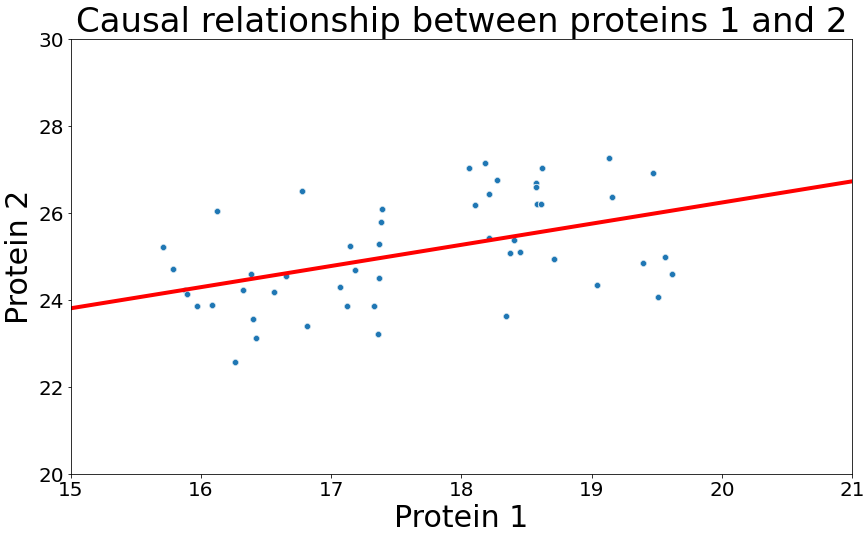 Causal relationship between proteins 1 and 2
30
28
26
24
22
20
Protein 2
15 16 17 18 19 20 21
Protein 1